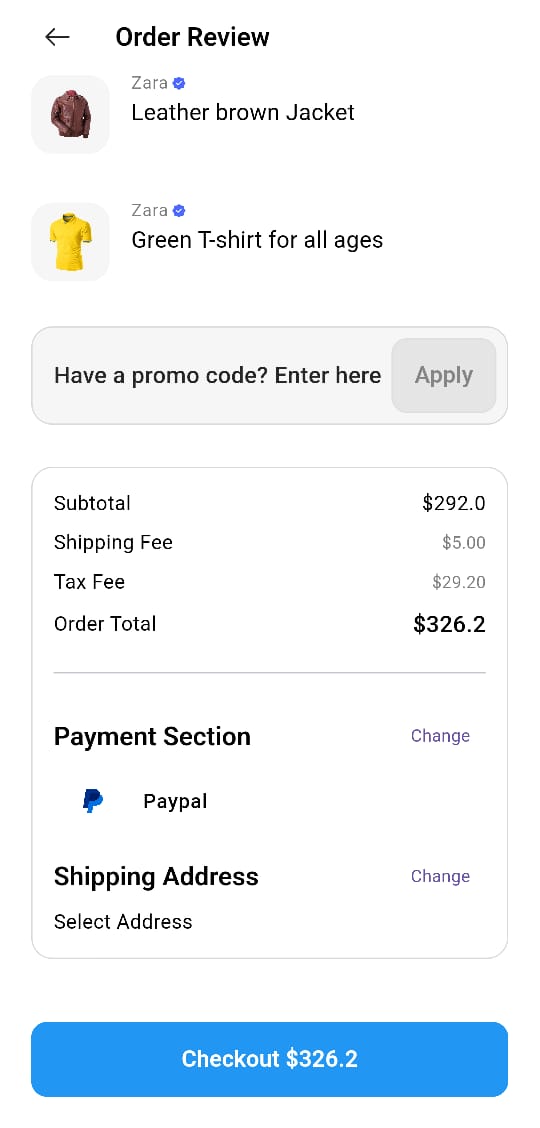 Order Review
Zara
Leather brown Jacket
Zara
Green T-shirt for all ages
Have a promo code? Enter here Apply
Subtotal $292.0
Shipping Fee $5.00
Tax Fee $29.20
Order Total $326.2
Payment Section Change
Paypal
Shipping Address Change
Select Address
Checkout $326.2